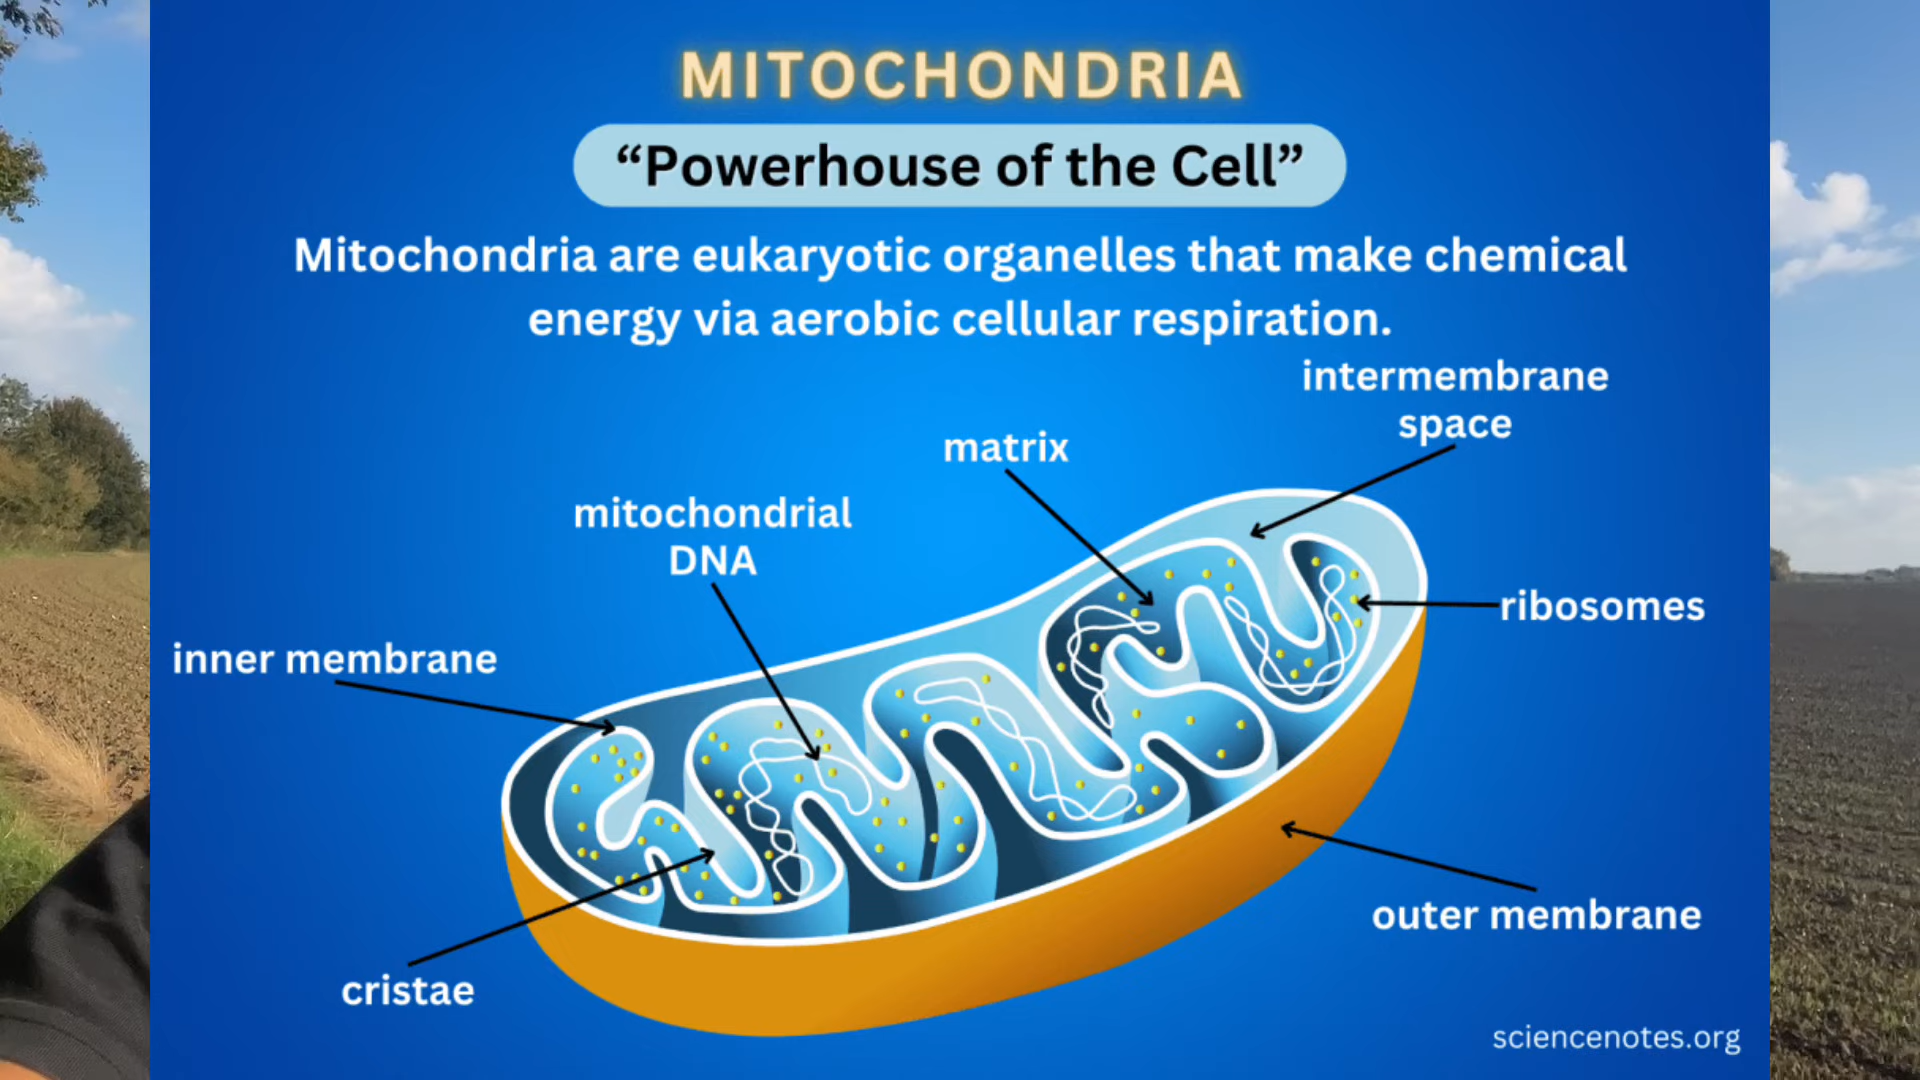 MITOCHONDRIA
“Powerhouse of the Cell”
Mitochondria are eukaryotic organelles that make chemical
energy via aerobic cellular respiration.
intermembrane
space
matrix
mitochondrial
DNA
ribosomes
inner membrane
outer membrane
cristae
sciencenotes.org